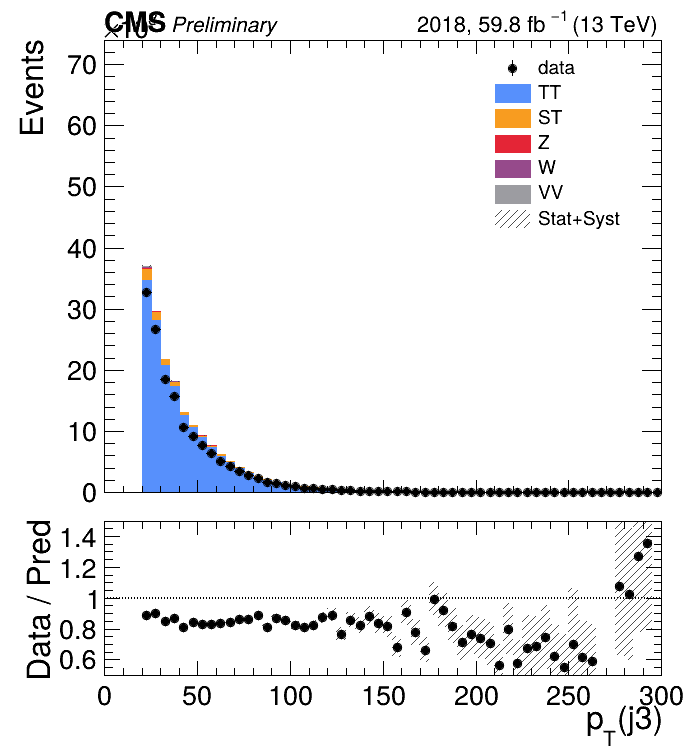 CMS Preliminary 2018, 59.8 fb⁻¹ (13 TeV)
Events
70
60
50
40
30
20
10
0
data
TT
ST
Z
W
VV
Stat+Syst
Data / Pred
1.4
1.2
1
0.8
0.6
0 50 100 150 200 250 300
p_T(j3)